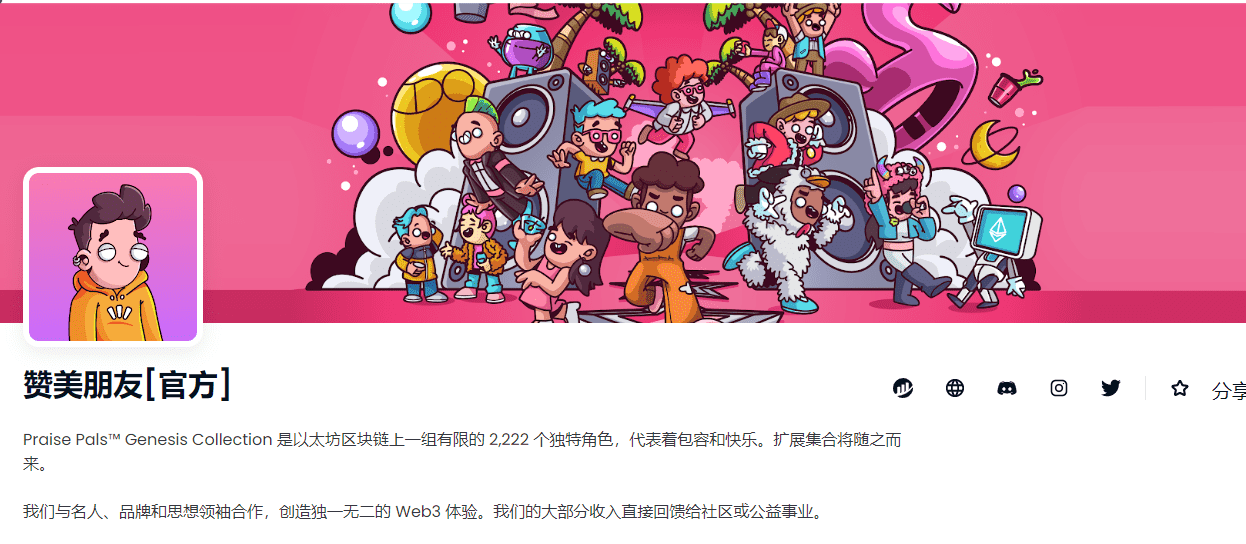 赞美朋友[官方]
分享
Praise Pals™ Genesis Collection 是以太坊区块链上一组有限的 2,222 个独特角色，代表着包容和快乐。扩展集合将随之而
来。
我们与名人、品牌和思想领袖合作，创造独一无二的 Web3 体验。我们的大部分收入直接回馈给社区或公益事业。